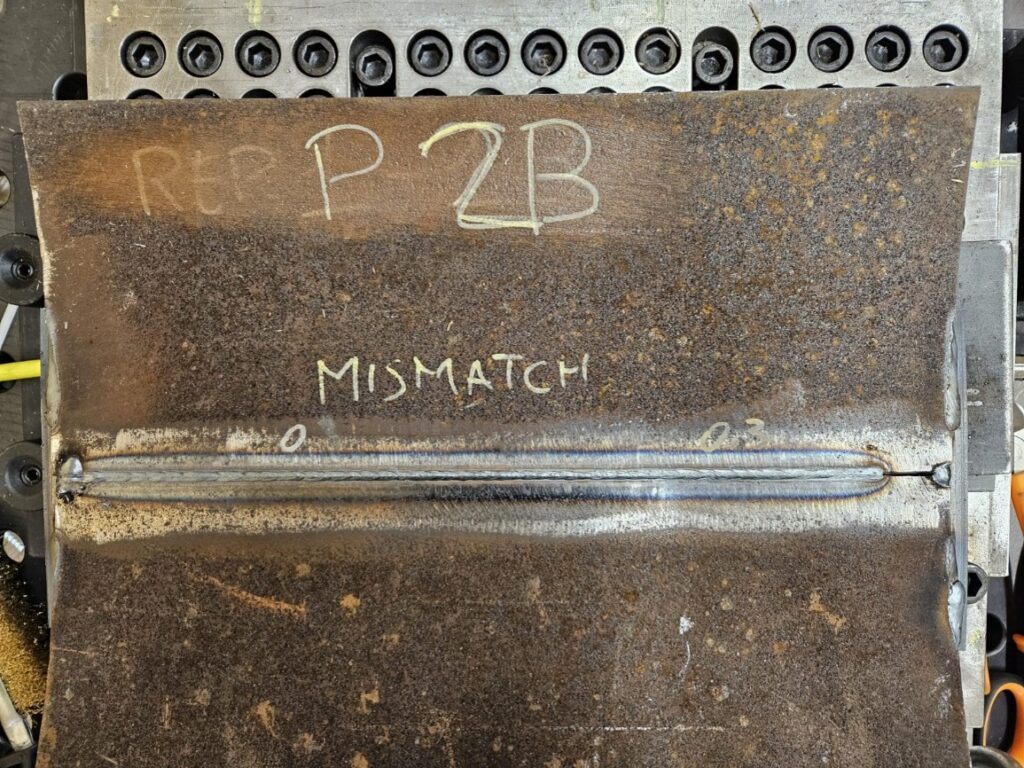 REP P 2B
MISMATCH
0 0.3